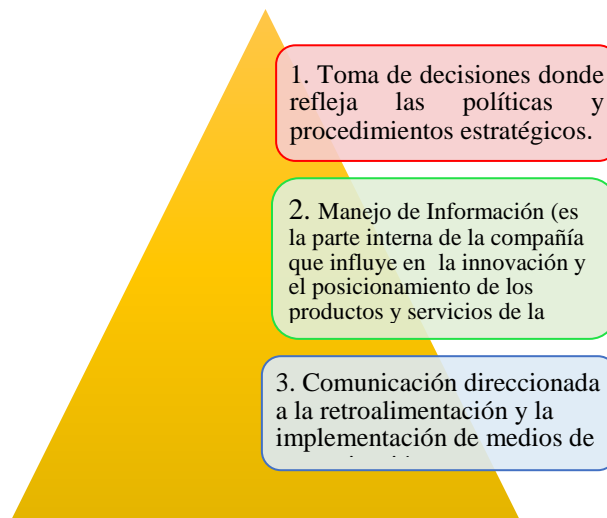 1. Toma de decisiones donde
refleja las políticas y
procedimientos estratégicos.
2. Manejo de Información (es
la parte interna de la compañía
que influye en la innovación y
el posicionamiento de los
productos y servicios de la
3. Comunicación direccionada
a la retroalimentación y la
implementación de medios de